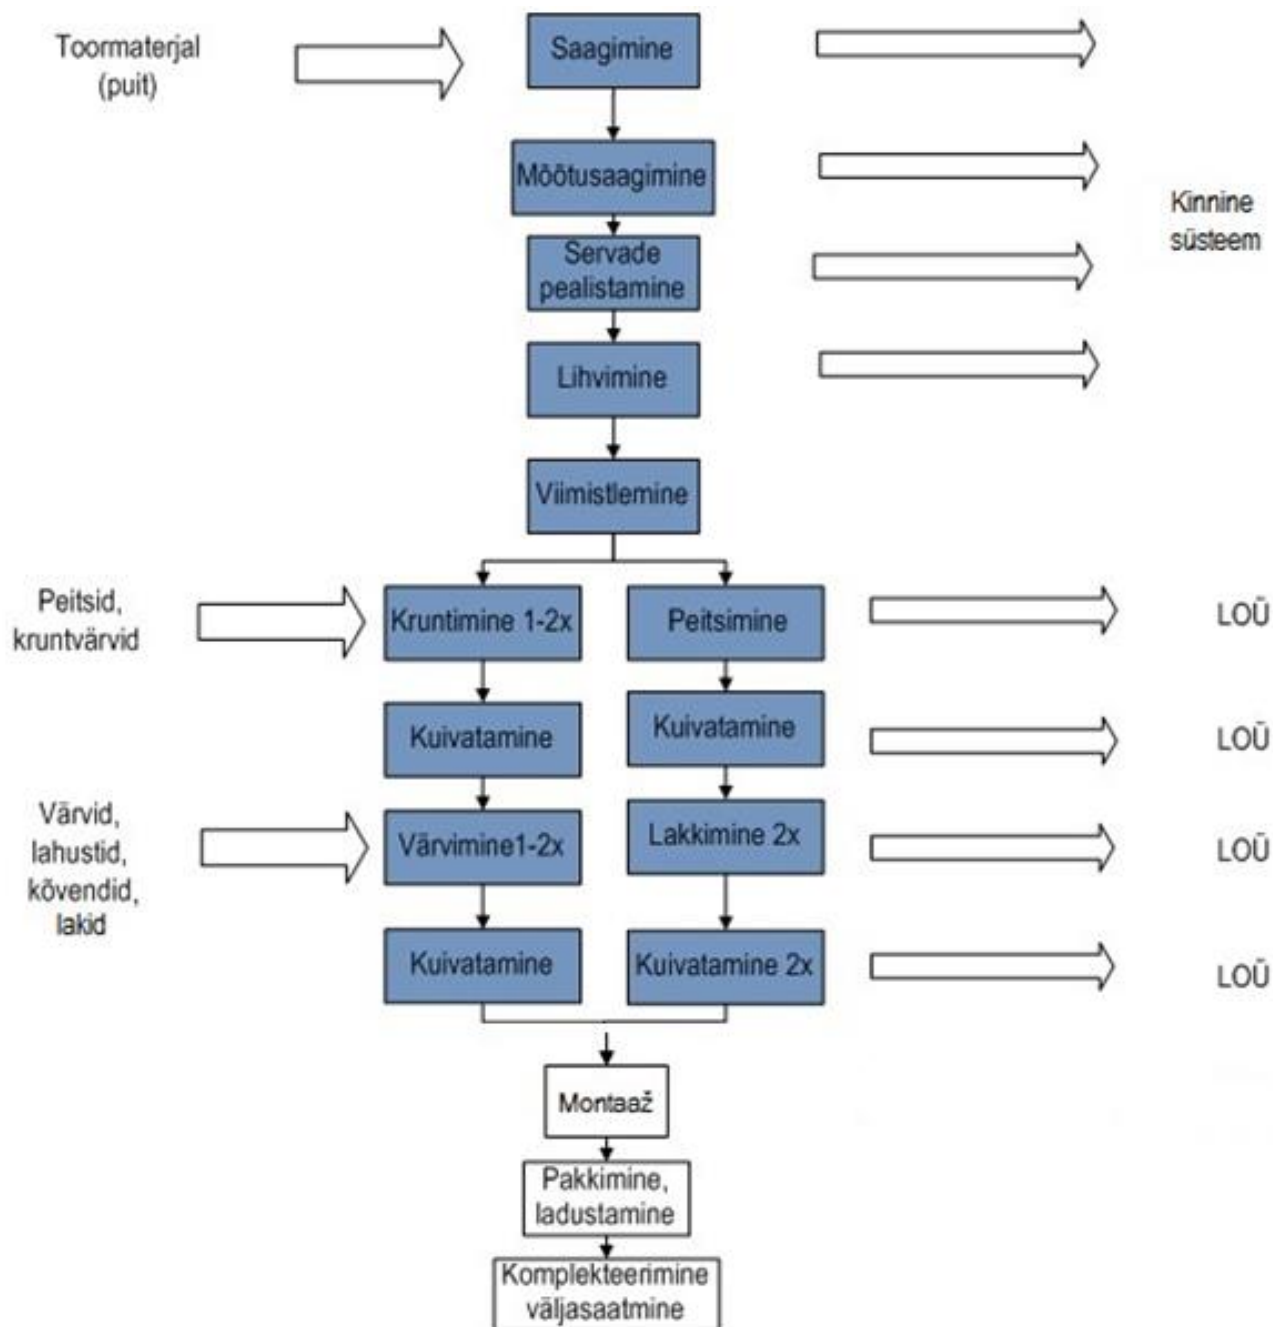 Toormaterjal
(puit)
Saagimine
Mõõtusaagimine
Kinnine
süsteem
Servade
pealistamine
Lihvimine
Viimistlemine
Peitsid,
kruntvärvid
Kruntimine 1-2x
Peitsimine
LOÜ
Kuivatamine
Kuivatamine
LOÜ
Värvid,
lahustid,
kõvendid,
lakid
Värvimine1-2x
Lakkimine 2x
LOÜ
Kuivatamine
Kuivatamine 2x
LOÜ
Montaaž
Pakkimine,
ladustamine
Komplekteerimine
väljasaatmine